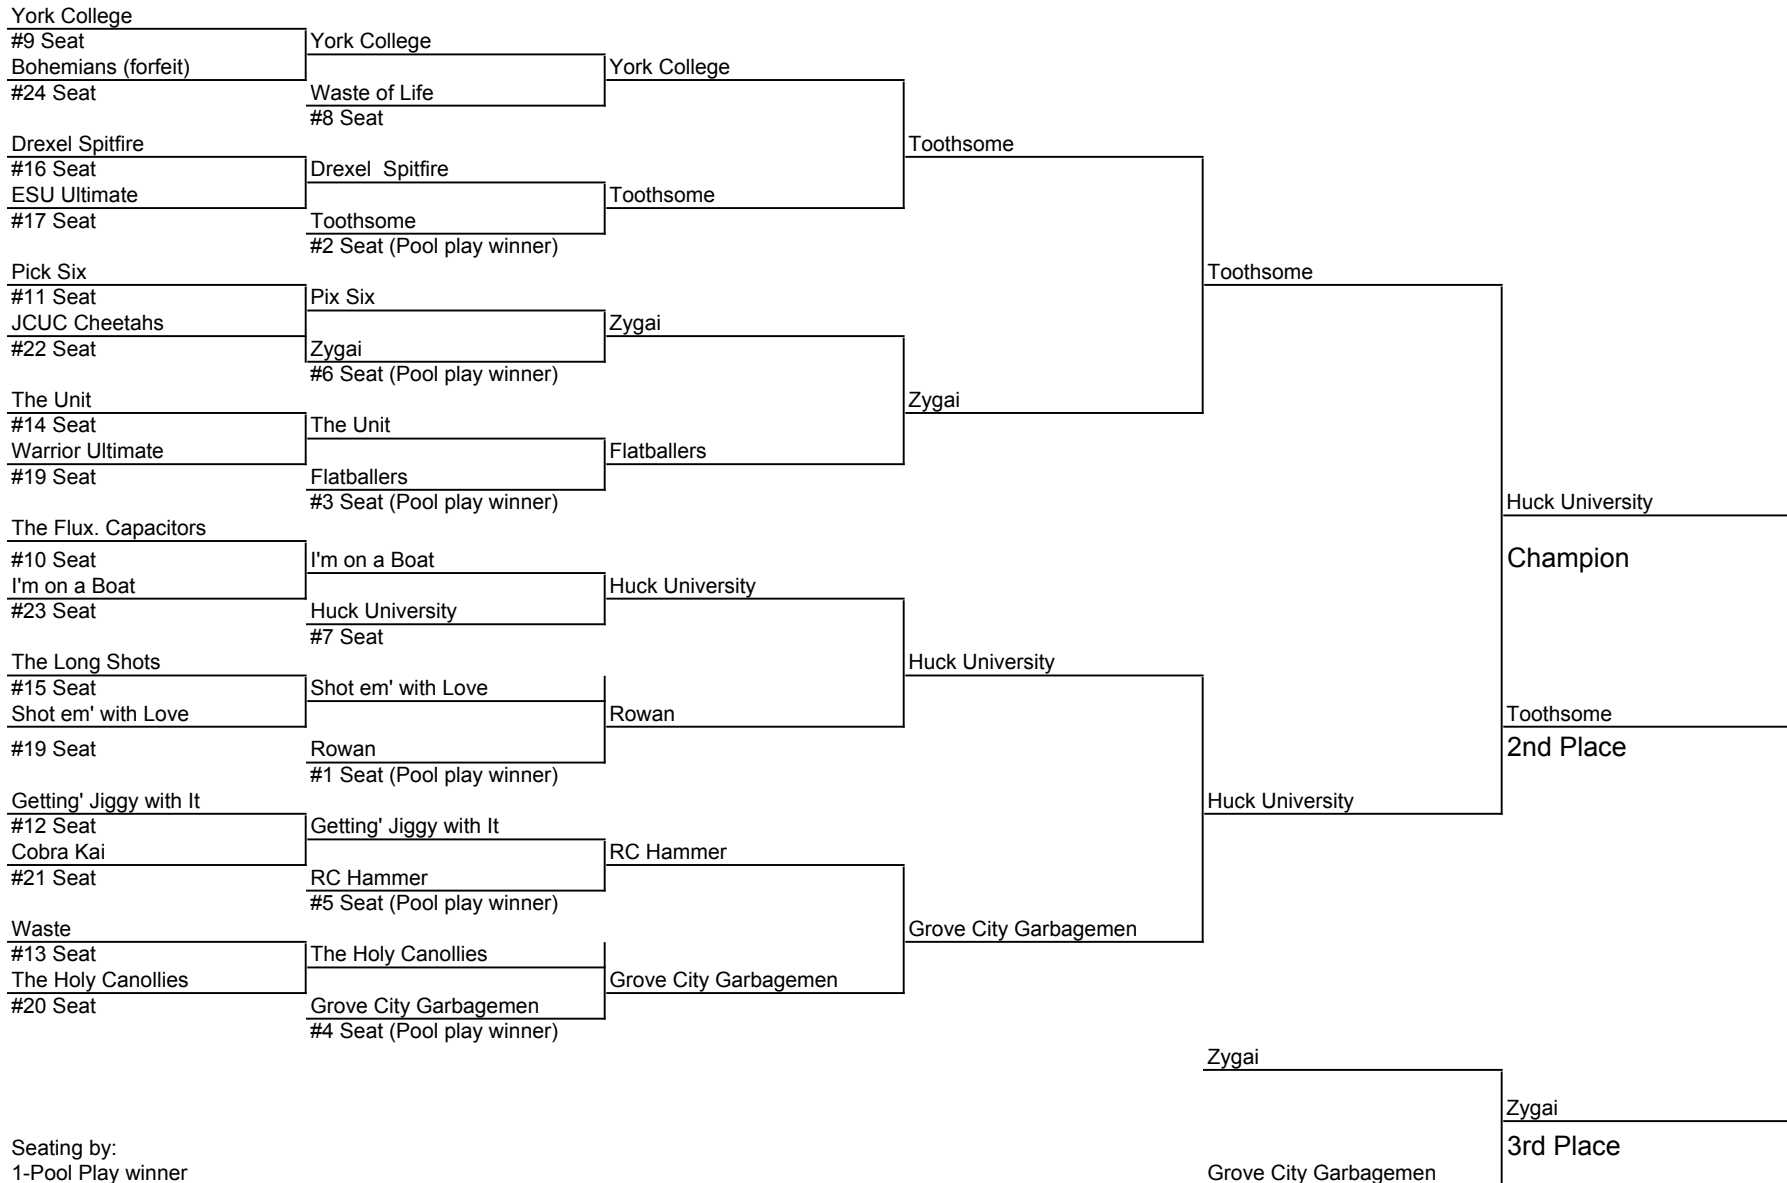 York College
#9 Seat
Bohemians (forfeit)
#24 Seat
Drexel Spitfire
#16 Seat
ESU Ultimate
#17 Seat
Pick Six
#11 Seat
JCUC Cheetahs
#22 Seat
The Unit
#14 Seat
Warrior Ultimate
#19 Seat
The Flux. Capacitors
#10 Seat
I'm on a Boat
#23 Seat
The Long Shots
#15 Seat
Shot em' with Love
#19 Seat
Getting' Jiggy with It
#12 Seat
Cobra Kai
#21 Seat
Waste
#13 Seat
The Holy Canollies
#20 Seat
Seating by:
1-Pool Play winner
York College
Waste of Life
#8 Seat
Drexel  Spitfire
Toothsome
#2 Seat (Pool play winner)
Pix Six
Zygai
#6 Seat (Pool play winner)
The Unit
Flatballers
#3 Seat (Pool play winner)
I'm on a Boat
Huck University
#7 Seat
Shot em' with Love
Rowan
#1 Seat (Pool play winner)
Getting' Jiggy with It
RC Hammer
#5 Seat (Pool play winner)
The Holy Canollies
Grove City Garbagemen
#4 Seat (Pool play winner)
York College
Toothsome
Zygai
Flatballers
Huck University
Rowan
RC Hammer
Grove City Garbagemen
Toothsome
Zygai
Huck University
Grove City Garbagemen
Toothsome
Huck University
Zygai
Grove City Garbagemen
Huck University
Champion
Toothsome
2nd Place
Zygai
3rd Place